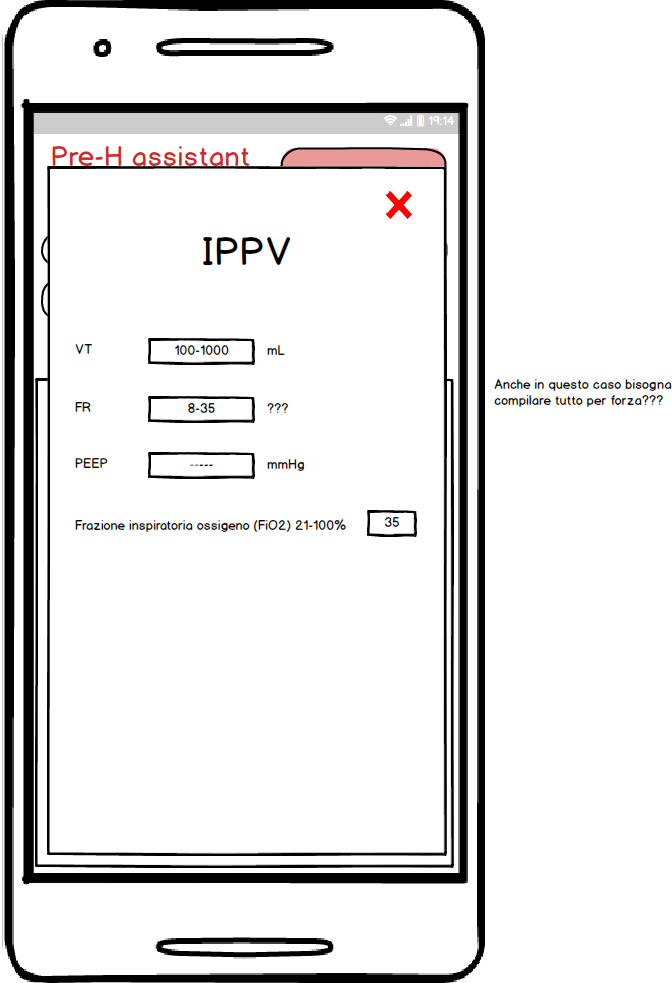 19:14
Pre-H assistant
IPPV
VT 100-1000 mL
FR 8-35 ???
PEEP ----- mmHg
Frazione inspiratoria ossigeno (FiO2) 21-100% 35
Anche in questo caso bisogna
compilare tutto per forza???